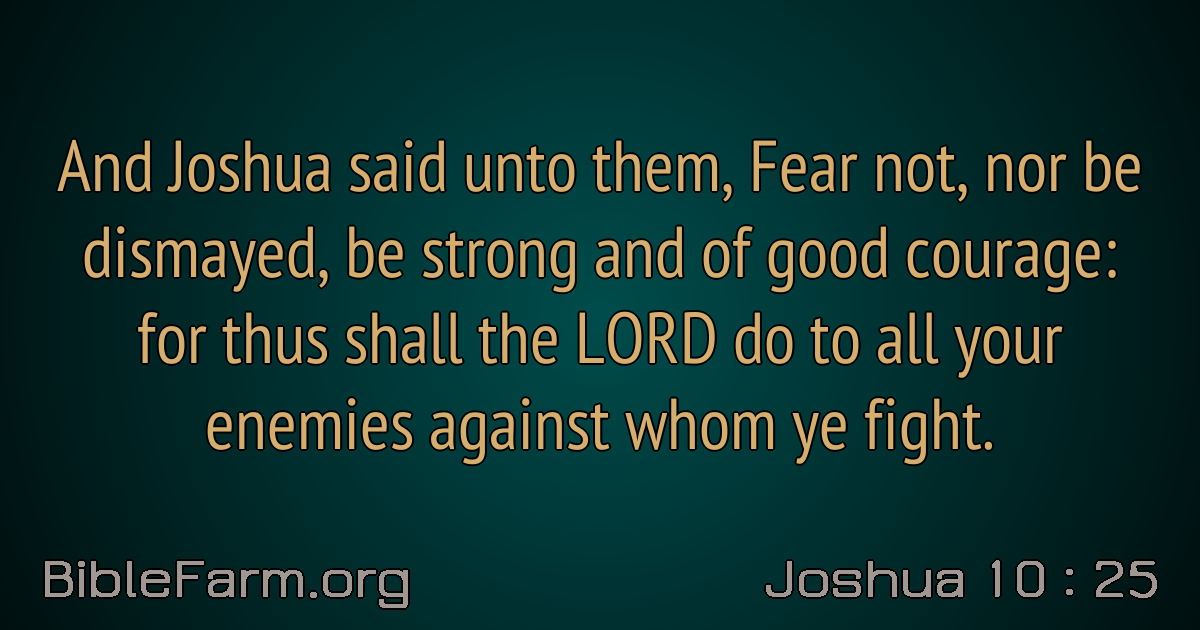 And Joshua said unto them, Fear not, nor be
dismayed, be strong and of good courage:
for thus shall the LORD do to all your
enemies against whom ye fight.
BibleFarm.org
Joshua 10 : 25